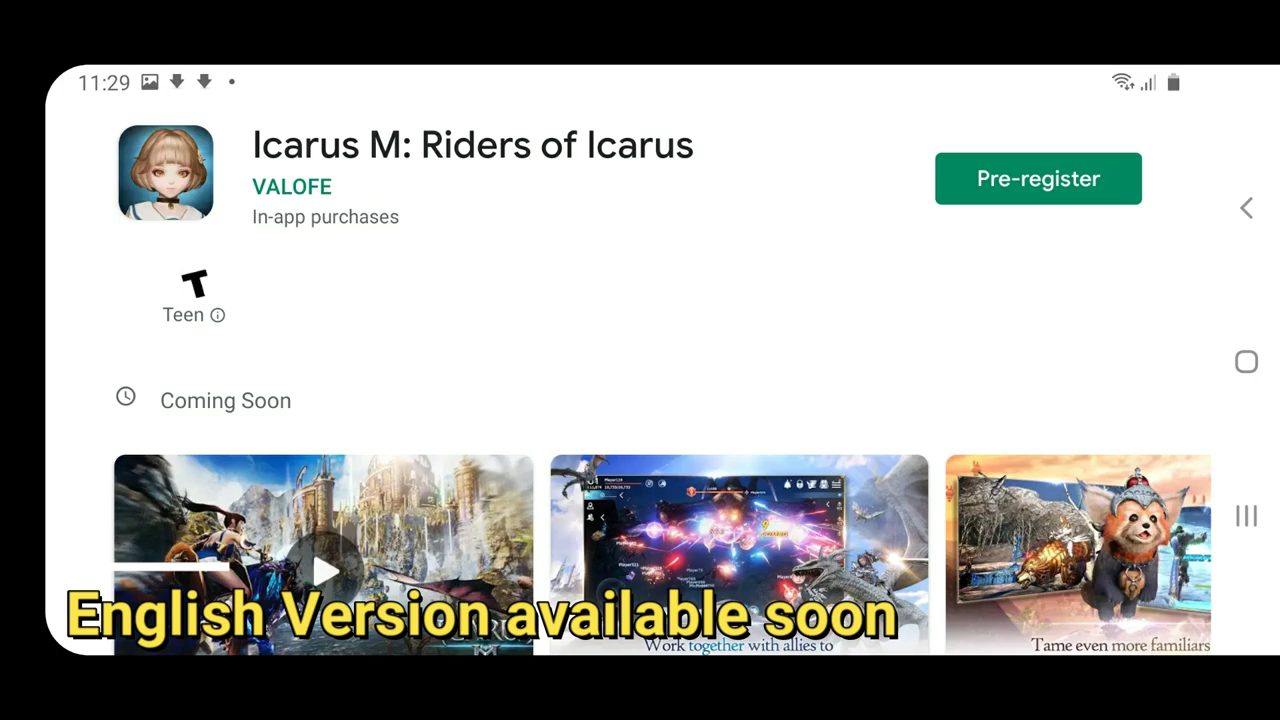 11:29
Icarus M: Riders of Icarus
VALOFE
Pre-register
In-app purchases
T
Teen
Coming Soon
English Version available soon
Work together with allies to
Tame even more familiars